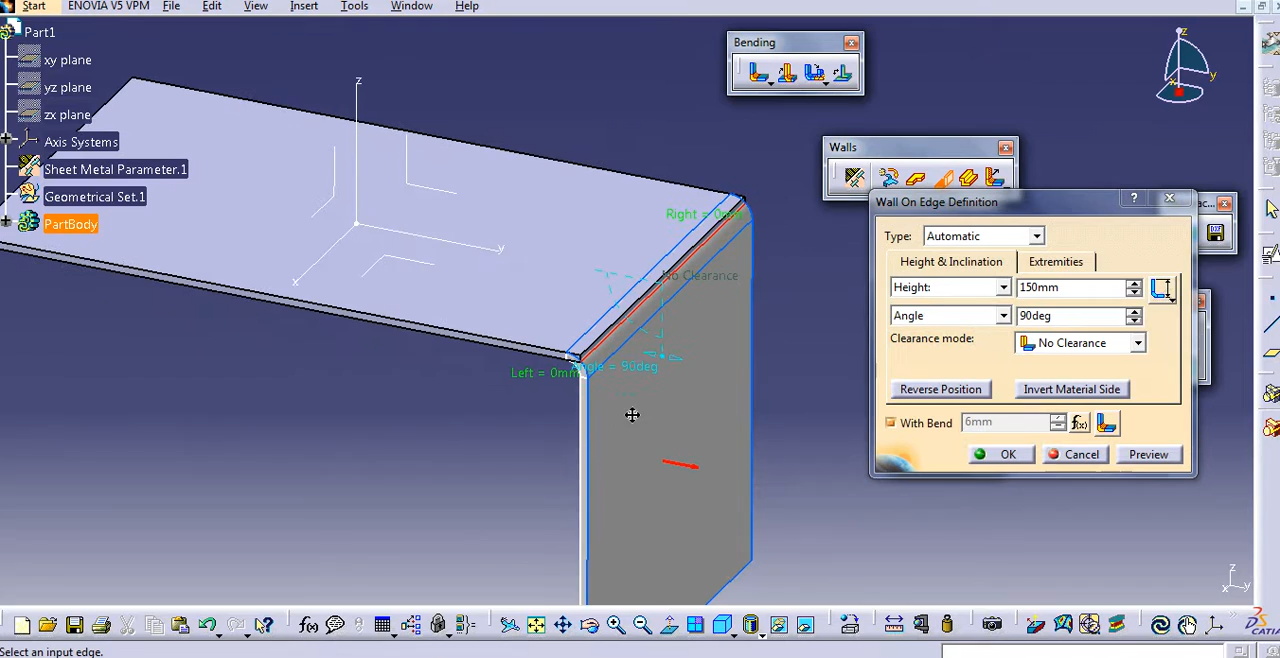 Start ENOVIA V5 VPM File Edit View Insert Tools Window Help
Part1
xy plane
yz plane
zx plane
Axis Systems
Sheet Metal Parameter.1
Geometrical Set.1
PartBody
z
y
x
Right = 0mm
No Clearance
Angle = 90deg
Left = 0mm
Bending
Walls
z
y
x
Wall On Edge Definition
?
Type: Automatic
Height & Inclination Extremities
Height: 150mm
Angle 90deg
Clearance mode: No Clearance
Reverse Position Invert Material Side
With Bend 6mm f(x)
OK Cancel Preview
z
x y
f(x)
CATIA
Select an input edge.